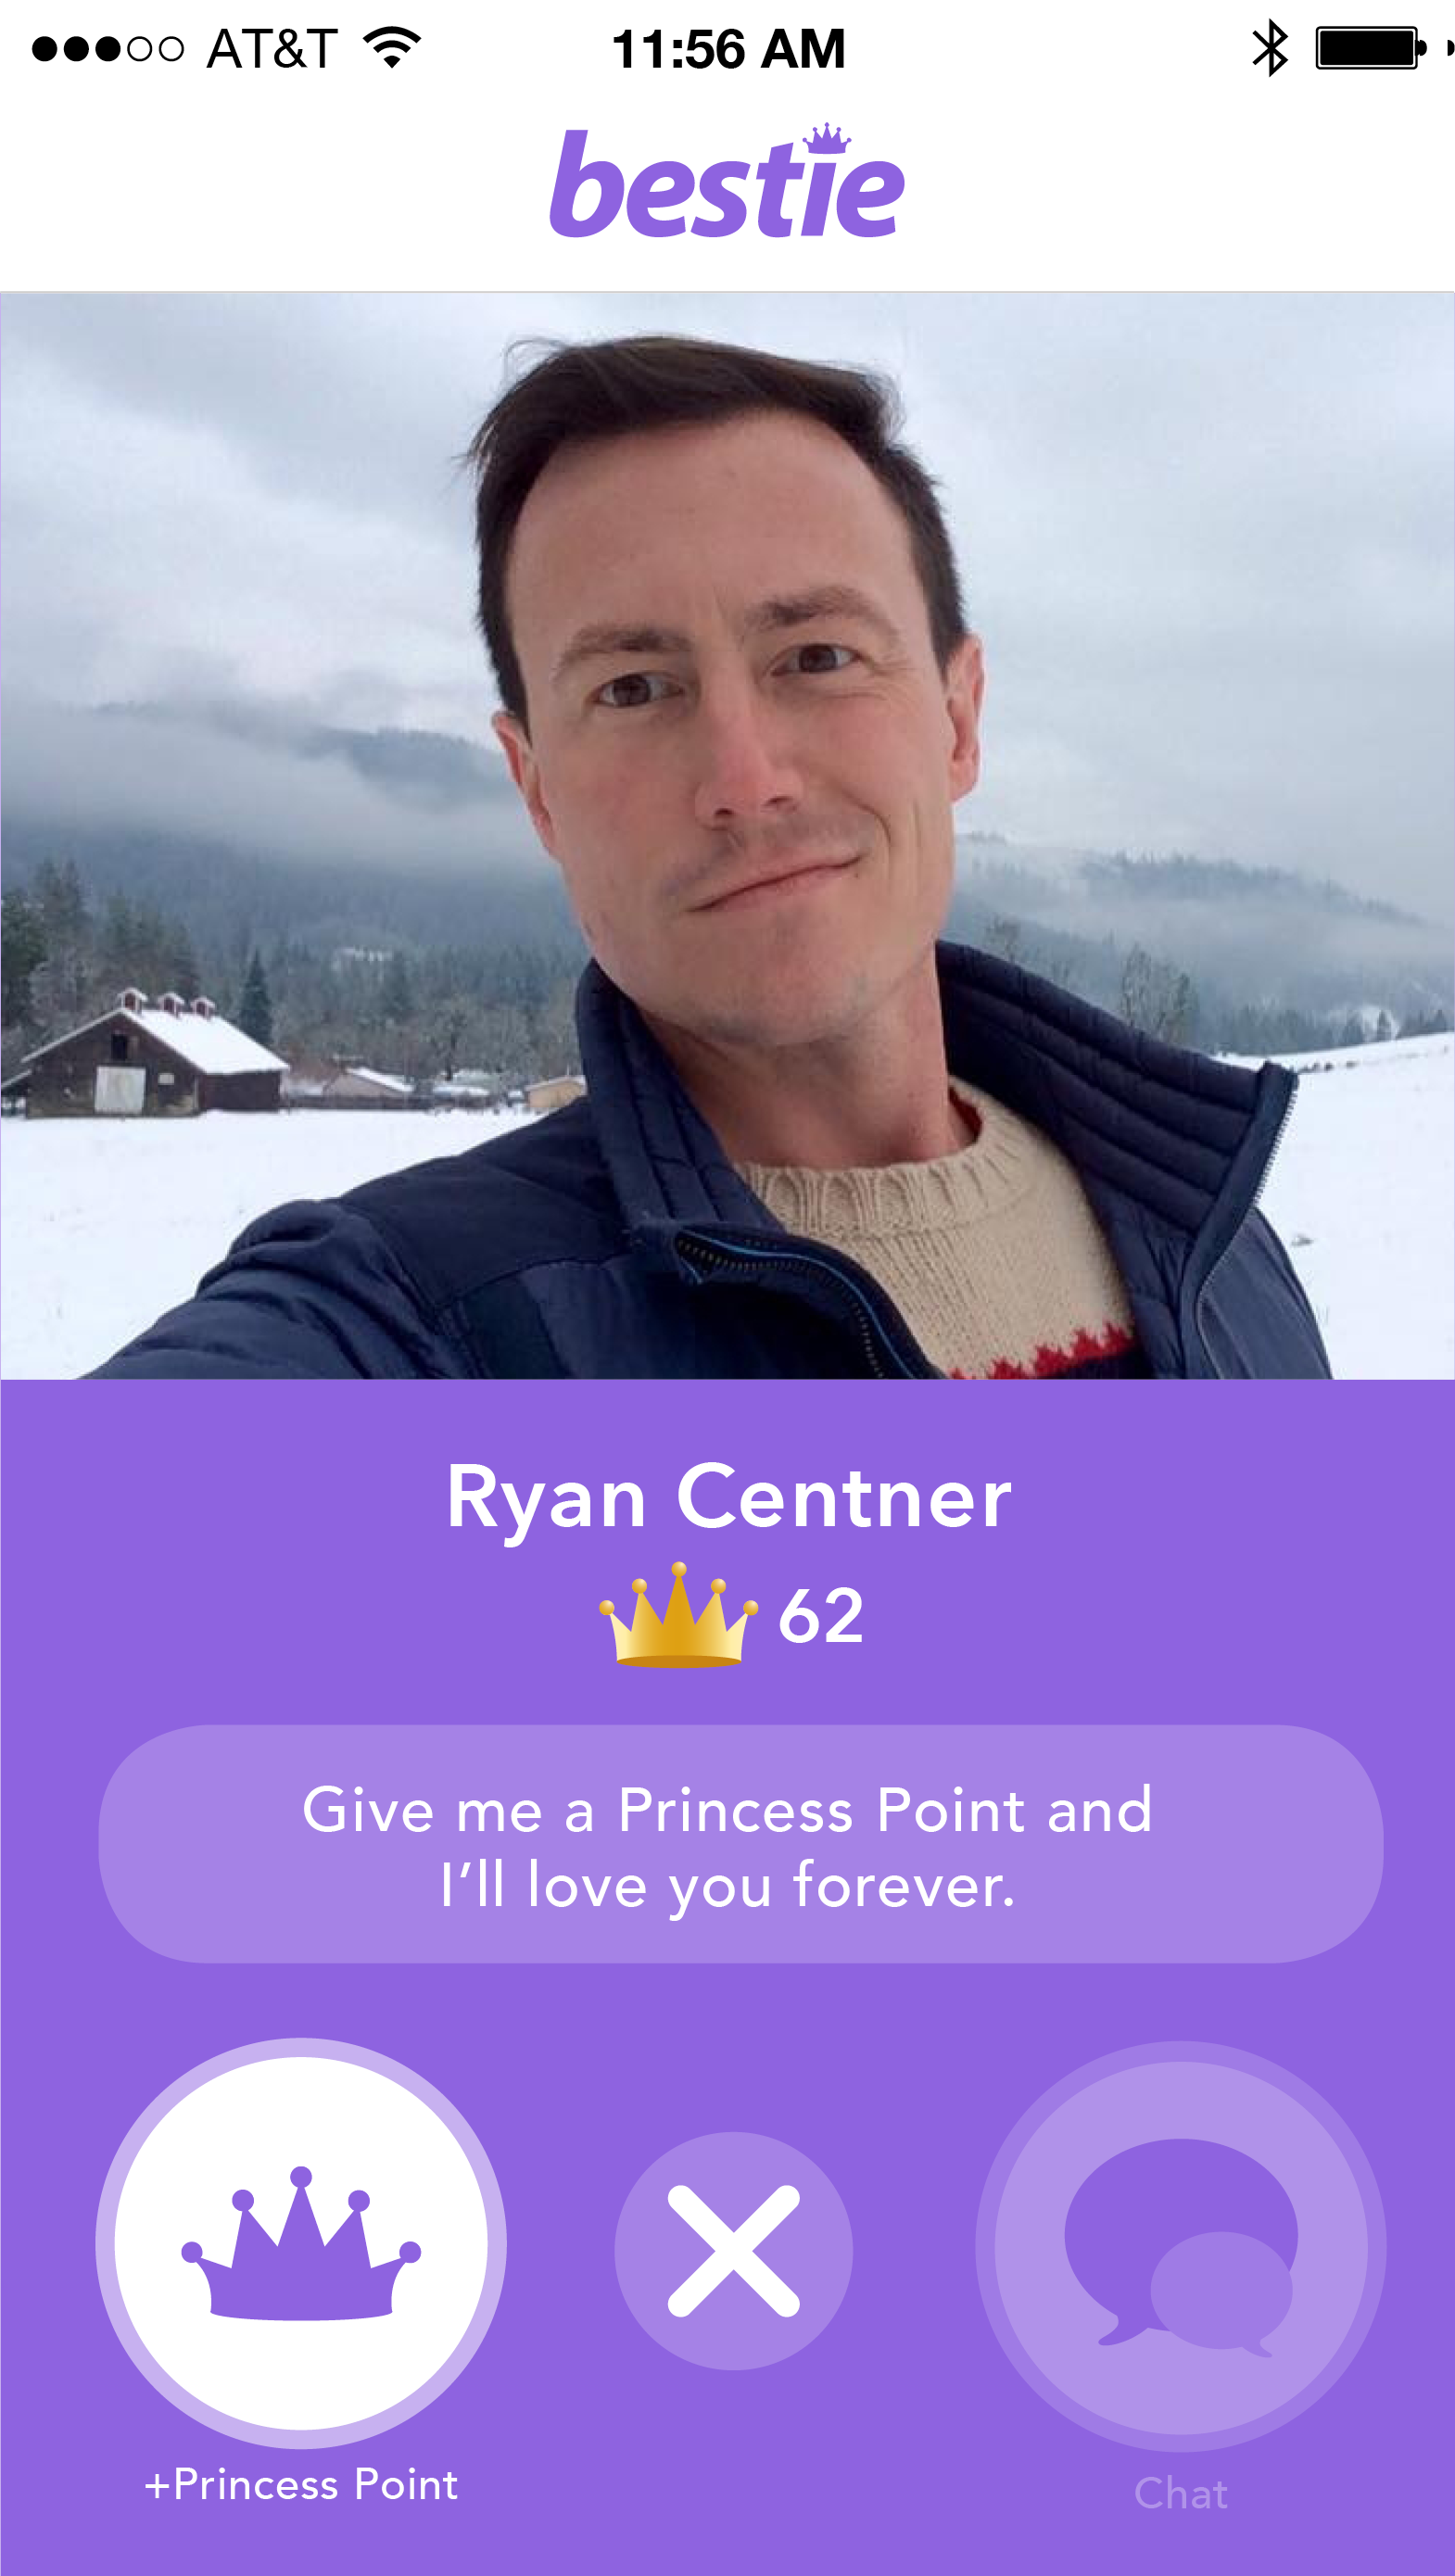 AT&T 11:56 AM
bestie
Ryan Centner
62
Give me a Princess Point and
I’ll love you forever.
+Princess Point
Chat